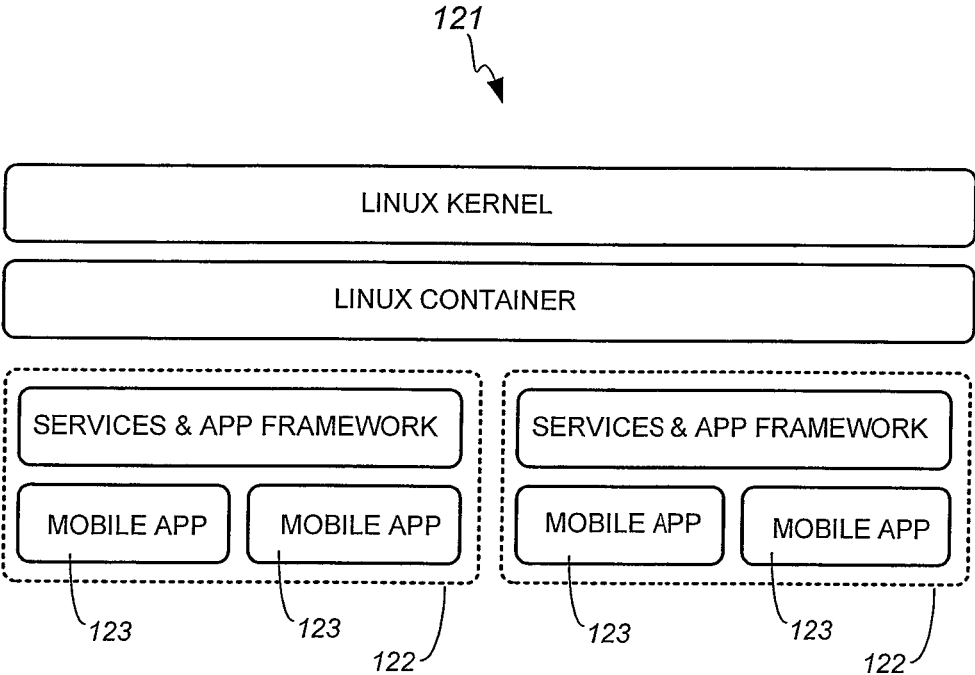 121
LINUX KERNEL
LINUX CONTAINER
SERVICES & APP FRAMEWORK
SERVICES & APP FRAMEWORK
MOBILE APP
MOBILE APP
MOBILE APP
MOBILE APP
123
123
123
123
122
122